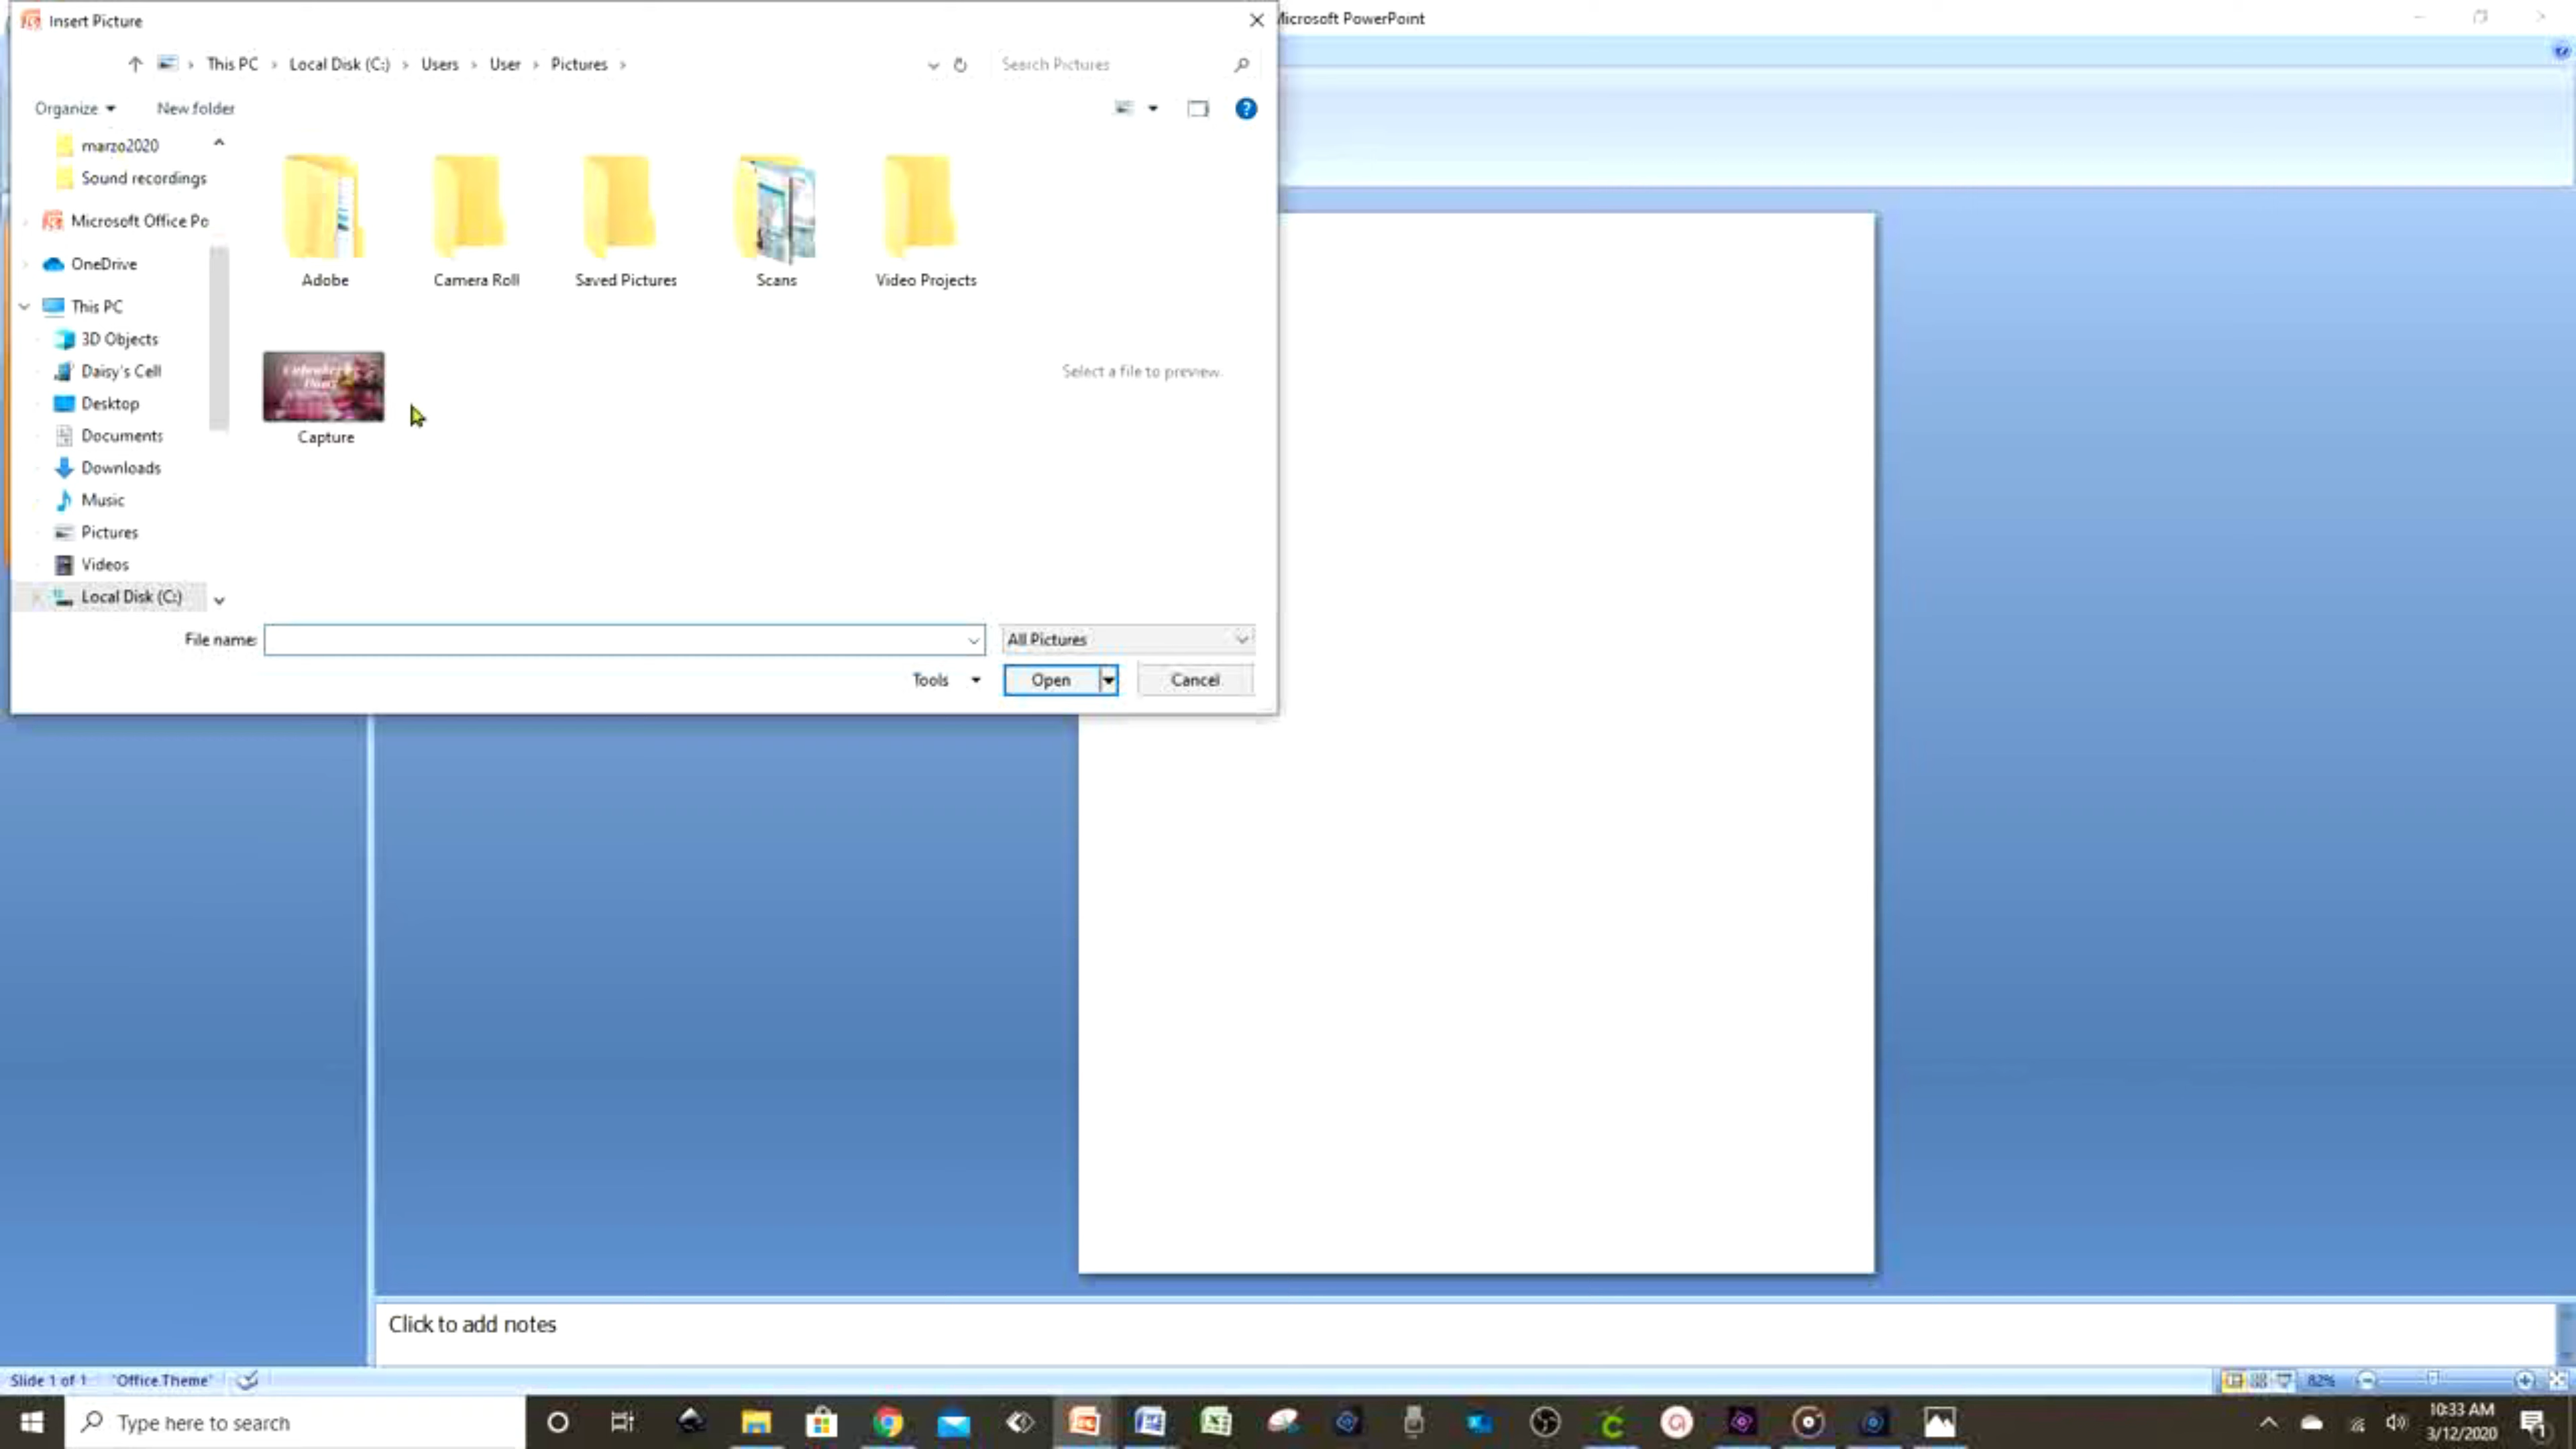 Insert Picture
Microsoft PowerPoint
This PC > Local Disk (C:) > Users > User > Pictures >
Search Pictures
Organize
New folder
marzo2020
Sound recordings
Microsoft Office Po
OneDrive
This PC
3D Objects
Daisy's Cell
Desktop
Documents
Downloads
Music
Pictures
Videos
Local Disk (C:)
Adobe
Camera Roll
Saved Pictures
Scans
Video Projects
Capture
Select a file to preview.
File name:
All Pictures
Tools
Open
Cancel
Click to add notes
Slide 1 of 1
"Office Theme"
82%
Type here to search
10:33 AM
3/12/2020